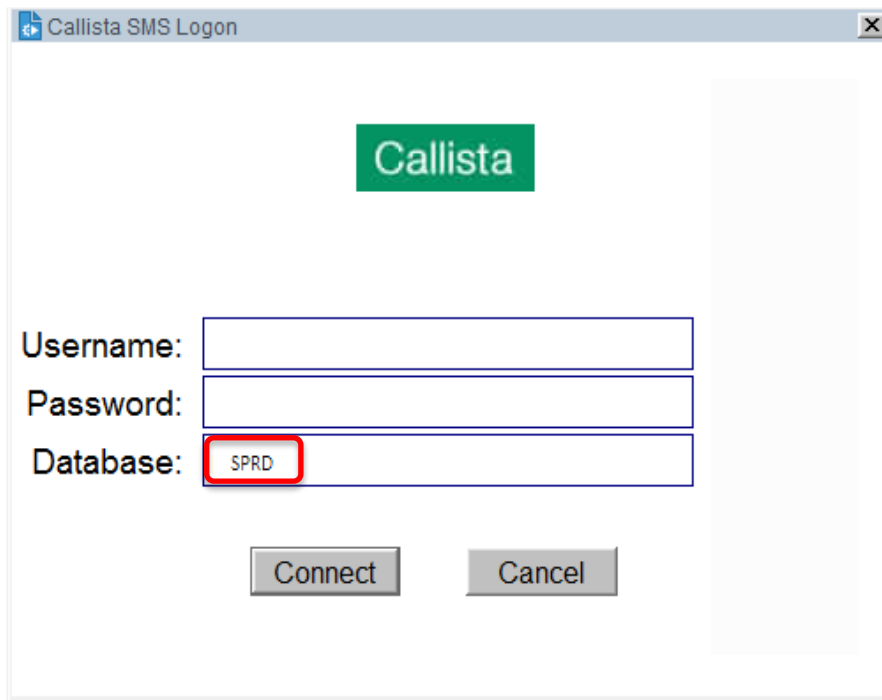 Callista SMS Logon
Callista
Username:
Password:
Database: SPRD
Connect Cancel